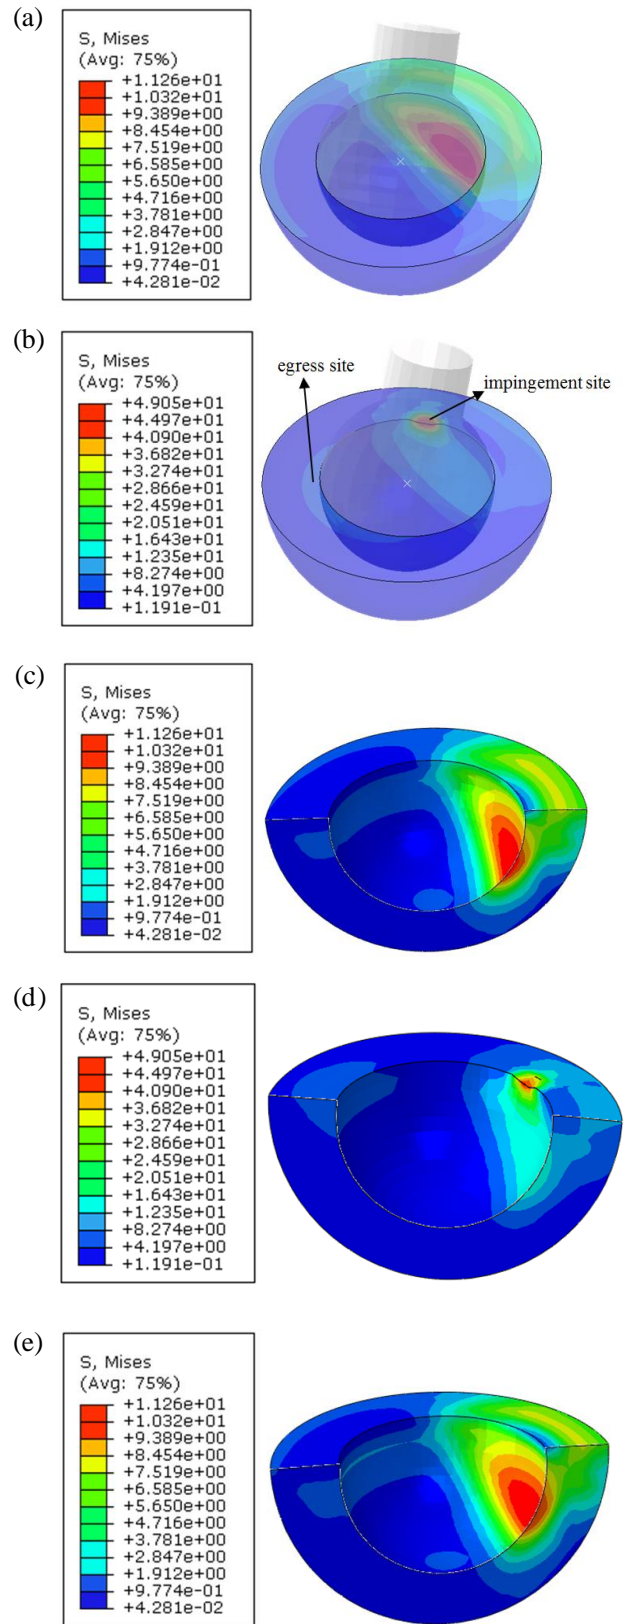 (a)
S, Mises
(Avg: 75%)
+1.126e+01
+1.032e+01
+9.389e+00
+8.454e+00
+7.519e+00
+6.585e+00
+5.650e+00
+4.716e+00
+3.781e+00
+2.847e+00
+1.912e+00
+9.774e-01
+4.281e-02
(b)
S, Mises
(Avg: 75%)
+4.905e+01
+4.497e+01
+4.090e+01
+3.682e+01
+3.274e+01
+2.866e+01
+2.459e+01
+2.051e+01
+1.643e+01
+1.235e+01
+8.274e+00
+4.197e+00
+1.191e-01
egress site
impingement site
(c)
S, Mises
(Avg: 75%)
+1.126e+01
+1.032e+01
+9.389e+00
+8.454e+00
+7.519e+00
+6.585e+00
+5.650e+00
+4.716e+00
+3.781e+00
+2.847e+00
+1.912e+00
+9.774e-01
+4.281e-02
(d)
S, Mises
(Avg: 75%)
+4.905e+01
+4.497e+01
+4.090e+01
+3.682e+01
+3.274e+01
+2.866e+01
+2.459e+01
+2.051e+01
+1.643e+01
+1.235e+01
+8.274e+00
+4.197e+00
+1.191e-01
(e)
S, Mises
(Avg: 75%)
+1.126e+01
+1.032e+01
+9.389e+00
+8.454e+00
+7.519e+00
+6.585e+00
+5.650e+00
+4.716e+00
+3.781e+00
+2.847e+00
+1.912e+00
+9.774e-01
+4.281e-02